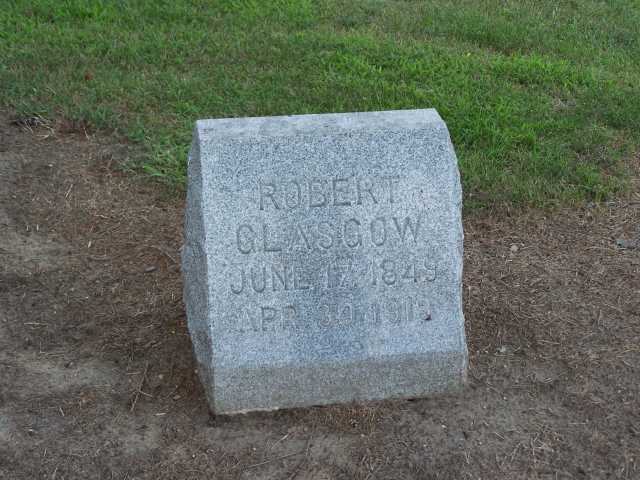 ROBERT
GLASGOW
JUNE 17, 1849
APR. 30,